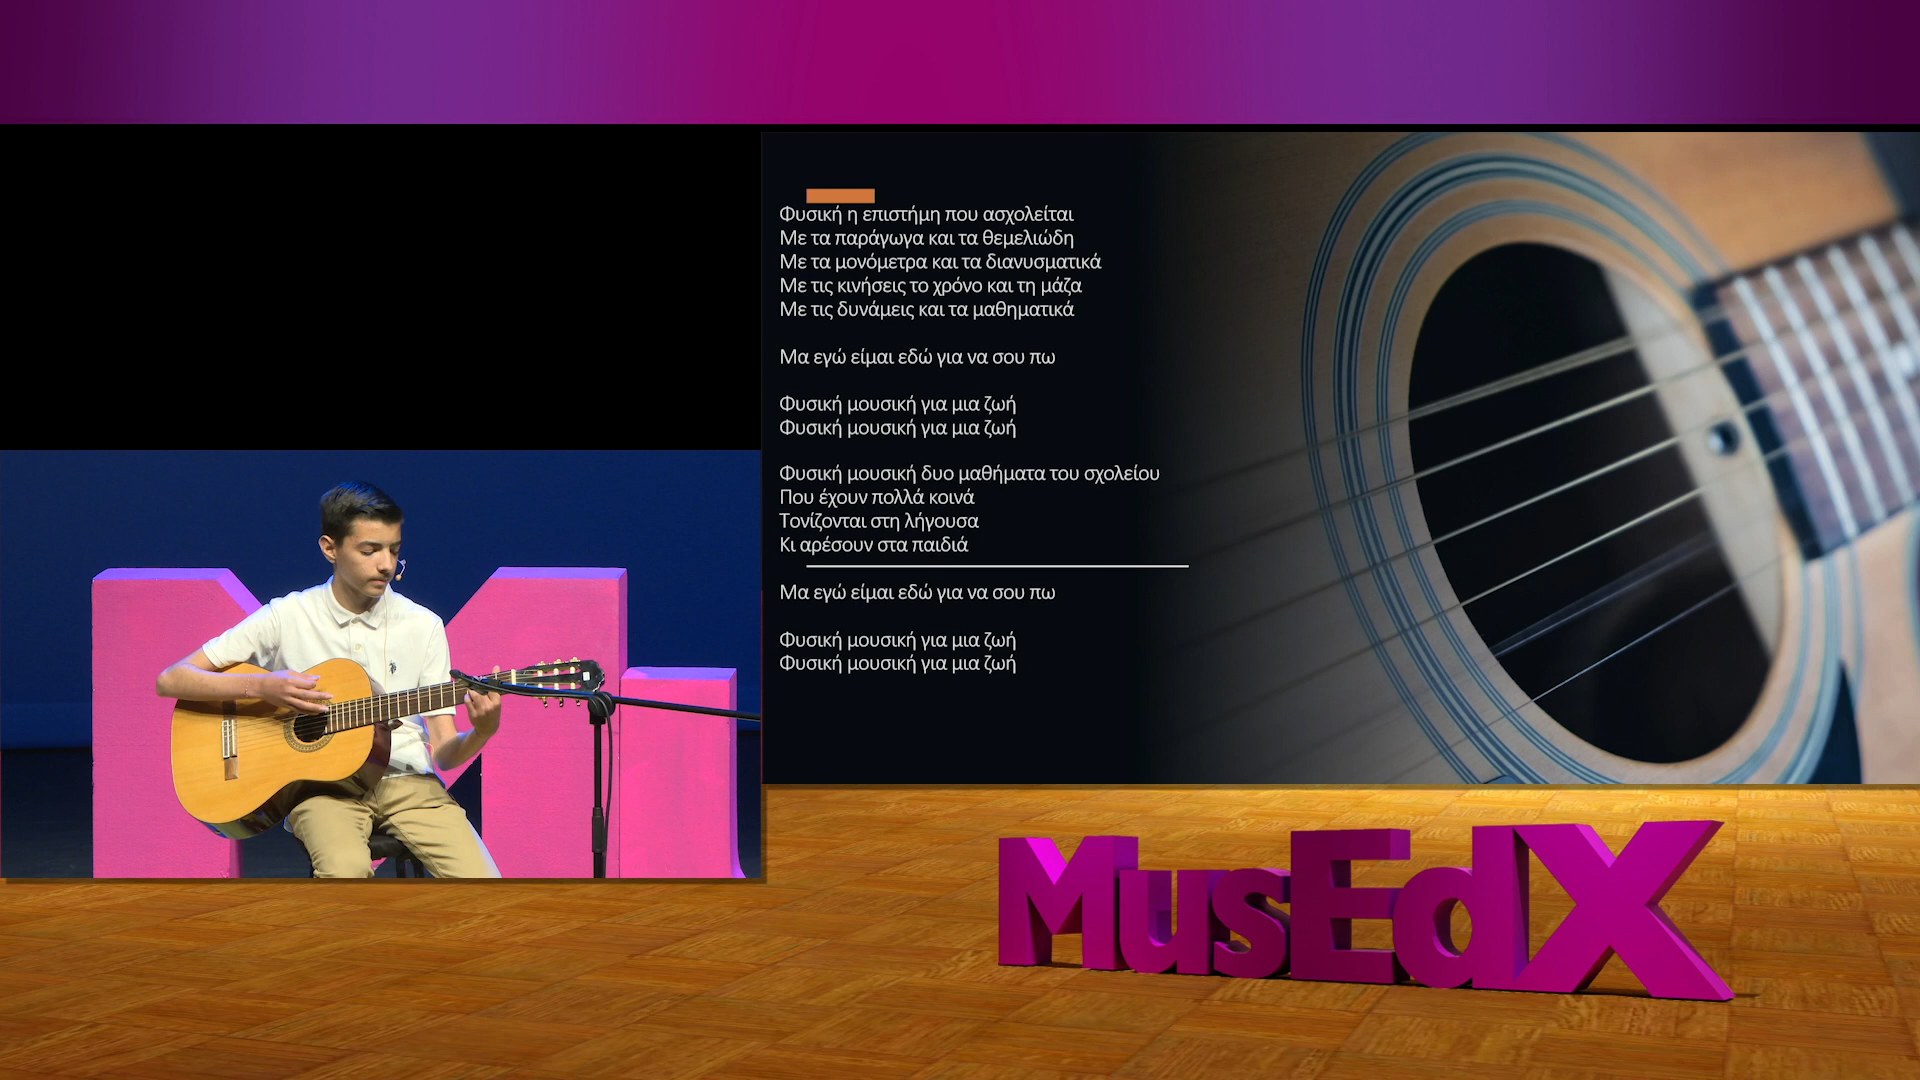 Φυσική η επιστήμη που ασχολείται
Με τα παράγωγα και τα θεμελιώδη
Με τα μονόμετρα και τα διανυσματικά
Με τις κινήσεις το χρόνο και τη μάζα
Με τις δυνάμεις και τα μαθηματικά
Μα εγώ είμαι εδώ για να σου πω
Φυσική μουσική για μια ζωή
Φυσική μουσική για μια ζωή
Φυσική μουσική δυο μαθήματα του σχολείου
Που έχουν πολλά κοινά
Τονίζονται στη λήγουσα
Κι αρέσουν στα παιδιά
Μα εγώ είμαι εδώ για να σου πω
Φυσική μουσική για μια ζωή
Φυσική μουσική για μια ζωή
MusEdX